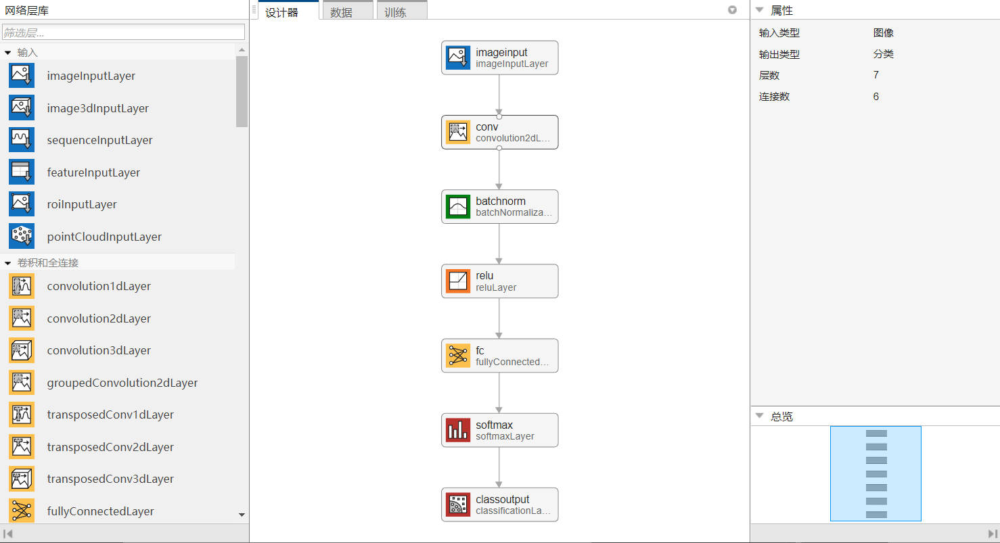 网络层库
筛选层...
输入
imageInputLayer
image3dInputLayer
sequenceInputLayer
featureInputLayer
roiInputLayer
pointCloudInputLayer
卷积和全连接
convolution1dLayer
convolution2dLayer
convolution3dLayer
groupedConvolution2dLayer
transposedConv1dLayer
transposedConv2dLayer
transposedConv3dLayer
fullyConnectedLayer
设计器
数据
训练
imageinput
imageInputLayer
conv
convolution2dL...
batchnorm
batchNormaliza...
relu
reluLayer
fc
fullyConnected...
softmax
softmaxLayer
classoutput
classificationLa...
属性
输入类型 图像
输出类型 分类
层数 7
连接数 6
总览